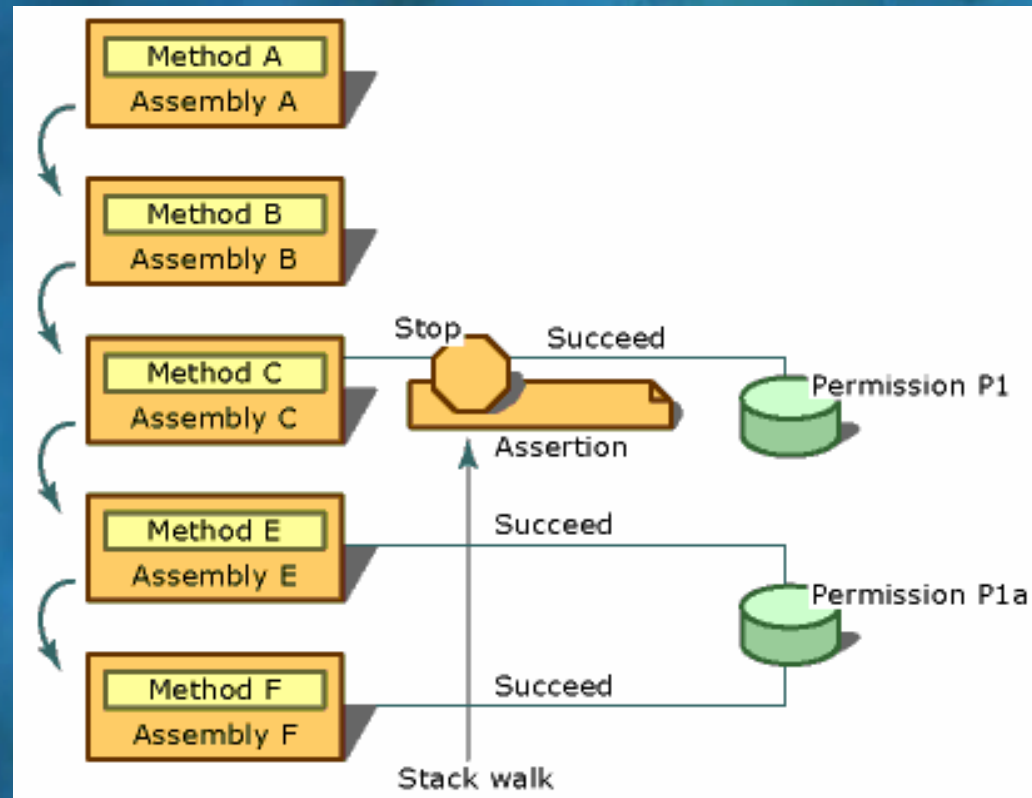 Method A
Assembly A
Method B
Assembly B
Stop
Succeed
Method C
Permission P1
Assembly C
Assertion
Succeed
Method E
Assembly E
Permission P1a
Succeed
Method F
Assembly F
Stack walk